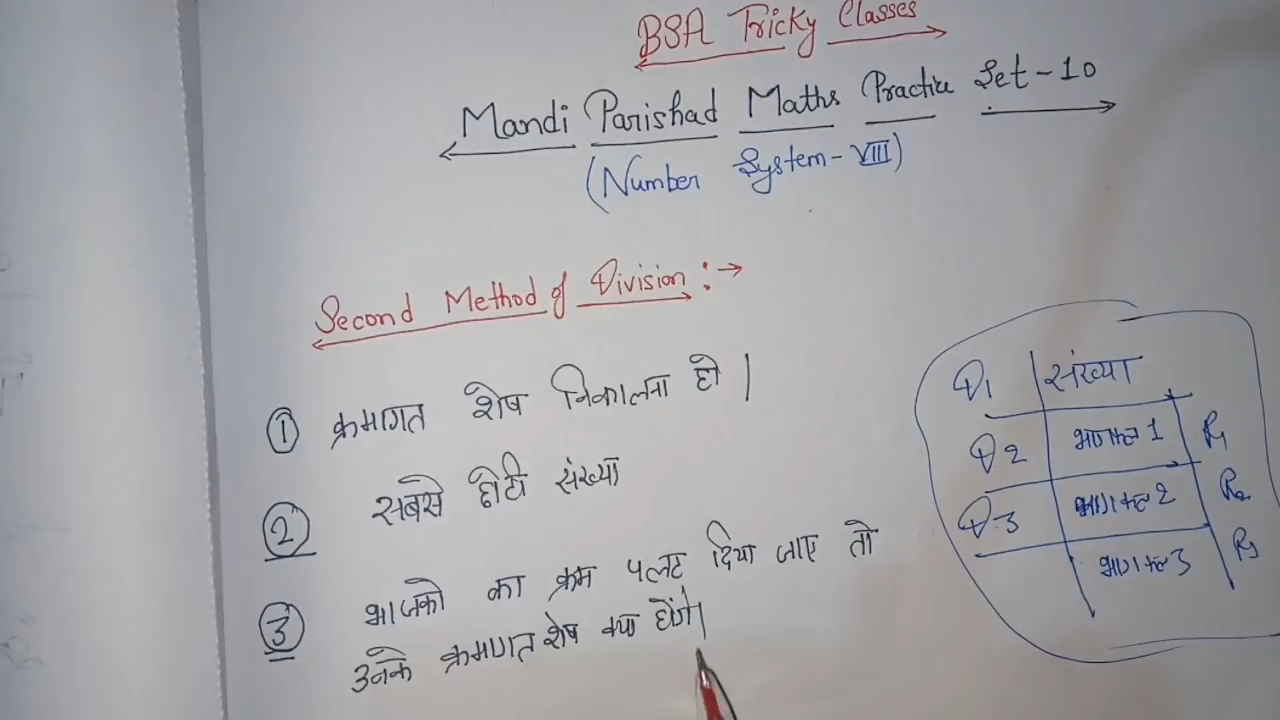 BSA Tricky Classes
Mandi Parishad Maths Practice Set-10
(Number System-VIII)
Second Method of Division :→
① क्रमागत शेष निकालना हो |
② सबसे छोटी संख्या
③ भाजको का क्रम पलट दिया जाए तो
उनके क्रमागत शेष क्या होंगे|
D1 संख्या
D2 भागफल 1 R1
D3 भागफल 2 R2
भागफल 3 R3